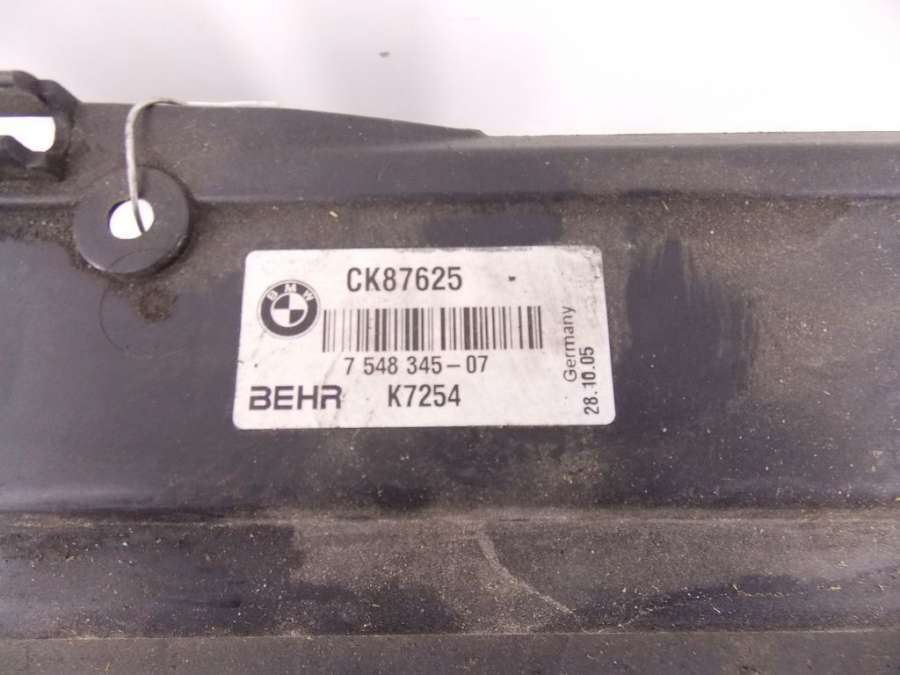 CK87625 -
BMW
7 548 345-07
BEHR K7254
Germany
28.10.05